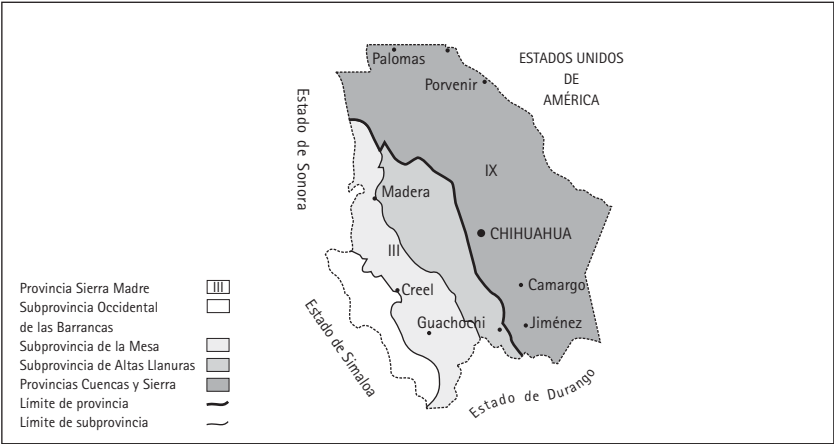 Palomas
ESTADOS UNIDOS
DE
AMÉRICA
Porvenir
Estado de Sonora
IX
Madera
CHIHUAHUA
III
Camargo
Creel
Guachochi
Jiménez
Estado de Simaloa
Estado de Durango
Provincia Sierra Madre III
Subprovincia Occidental
de las Barrancas
Subprovincia de la Mesa
Subprovincia de Altas Llanuras
Provincias Cuencas y Sierra
Límite de provincia
Límite de subprovincia